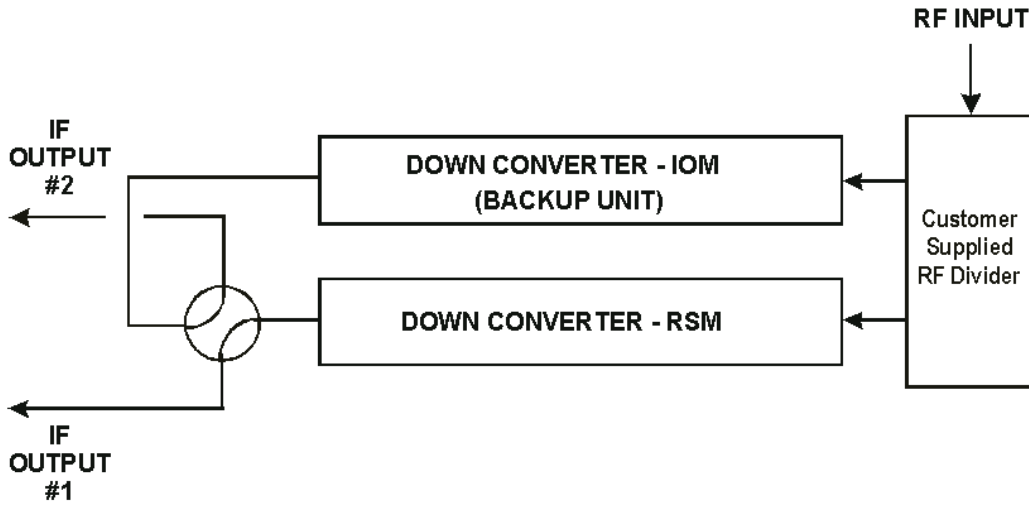 RF INPUT
IF
OUTPUT
#2
DOWN CONVERTER - IOM
(BACKUP UNIT)
Customer
Supplied
RF Divider
DOWN CONVERTER - RSM
IF
OUTPUT
#1